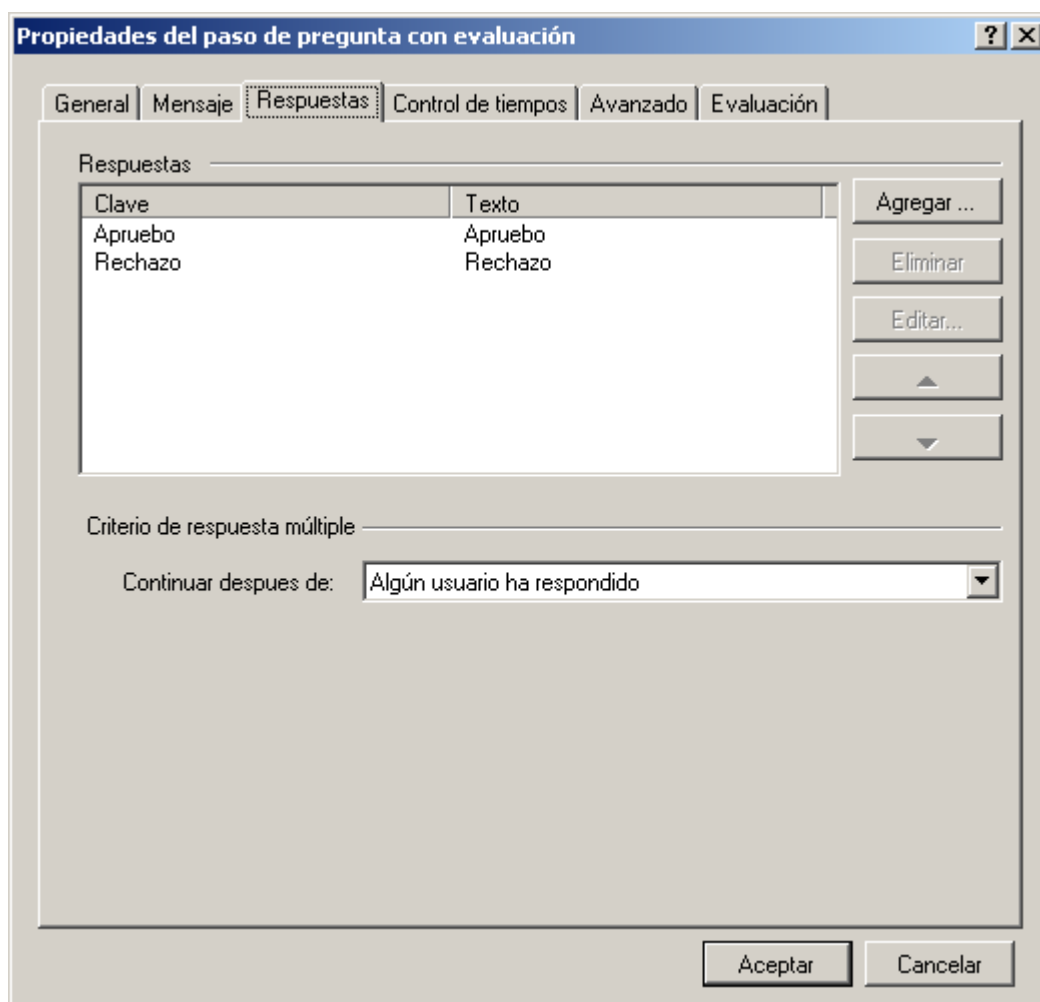 Propiedades del paso de pregunta con evaluación
General Mensaje Respuestas Control de tiempos Avanzado Evaluación
Respuestas
Clave Texto
Apruebo Apruebo
Rechazo Rechazo
Agregar ...
Eliminar
Editar...
Criterio de respuesta múltiple
Continuar despues de: Algún usuario ha respondido
Aceptar Cancelar